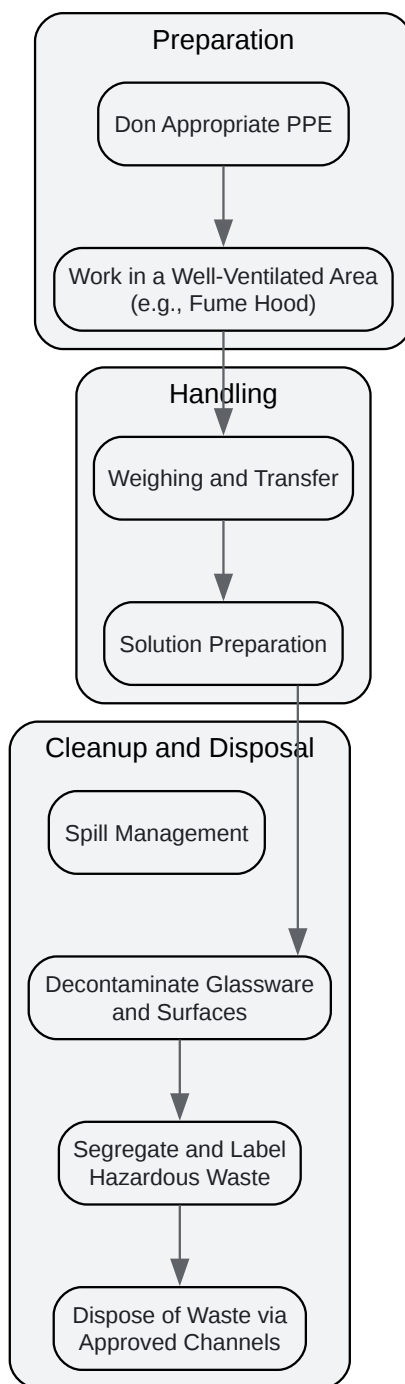 Preparation
Don Appropriate PPE
Work in a Well-Ventilated Area
(e.g., Fume Hood)
Handling
Weighing and Transfer
Solution Preparation
Cleanup and Disposal
Spill Management
Decontaminate Glassware
and Surfaces
Segregate and Label
Hazardous Waste
Dispose of Waste via
Approved Channels